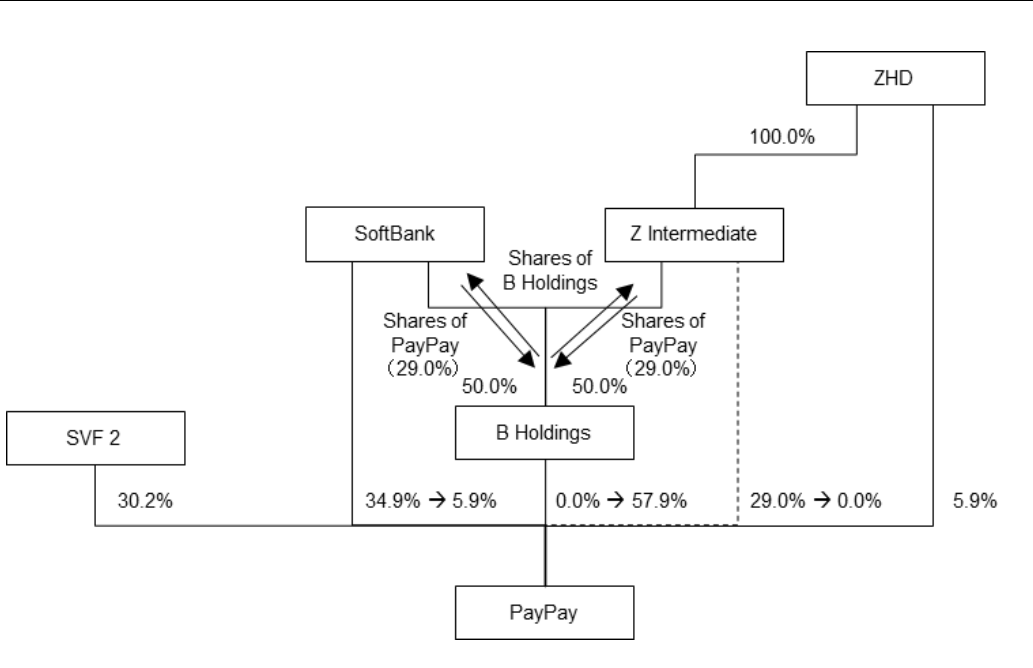 ZHD
100.0%
SoftBank
Z Intermediate
Shares of
B Holdings
Shares of
PayPay
(29.0%)
Shares of
PayPay
(29.0%)
50.0%
50.0%
B Holdings
SVF 2
30.2%
34.9% → 5.9%
0.0% → 57.9%
29.0% → 0.0%
5.9%
PayPay